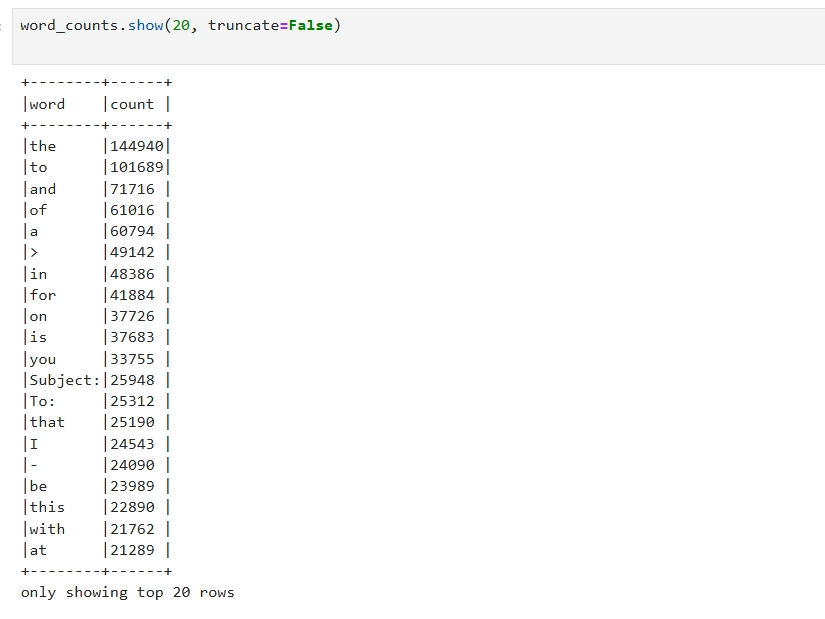 word_counts.show(20, truncate=False)
+--------+------+
|word    |count |
+--------+------+
|the     |144940|
|to      |101689|
|and     |71716 |
|of      |61016 |
|a       |60794 |
|>       |49142 |
|in      |48386 |
|for     |41884 |
|on      |37726 |
|is      |37683 |
|you     |33755 |
|Subject:|25948 |
|To:     |25312 |
|that    |25190 |
|I       |24543 |
|-       |24090 |
|be      |23989 |
|this    |22890 |
|with    |21762 |
|at      |21289 |
+--------+------+
only showing top 20 rows